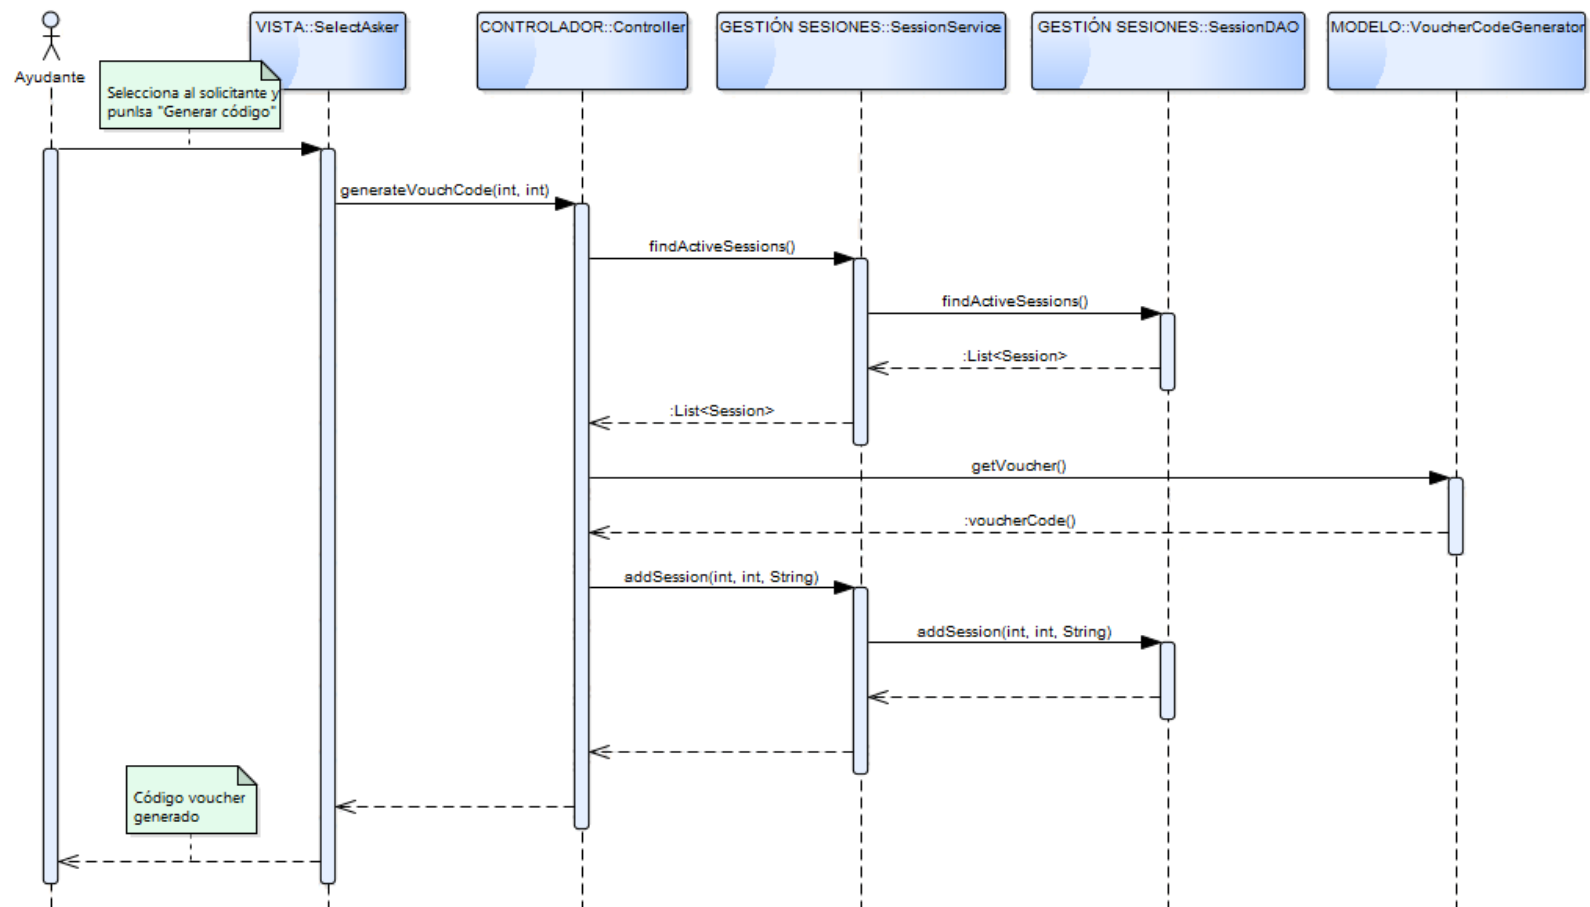 VISTA::SelectAsker
CONTROLADOR::Controller
GESTIÓN SESIONES::SessionService
GESTIÓN SESIONES::SessionDAO
MODELO::VoucherCodeGenerator
Ayudante
Selecciona al solicitante y
punlsa "Generar código"
generateVouchCode(int, int)
findActiveSessions()
findActiveSessions()
:List<Session>
:List<Session>
getVoucher()
:voucherCode()
addSession(int, int, String)
addSession(int, int, String)
Código voucher
generado